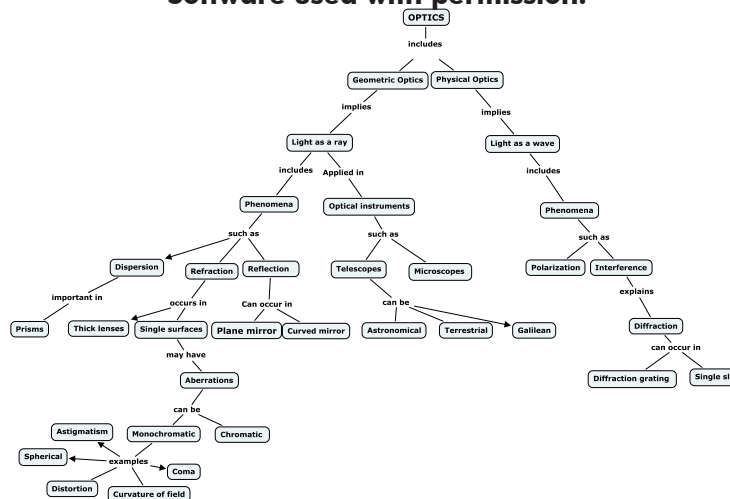 OPTICS
includes
Geometric Optics Physical Optics
implies
implies
Light as a ray
Light as a wave
includes Applied in
includes
Phenomena
Optical instruments
Phenomena
such as
such as
such as
Dispersion
Refraction
Reflection
Telescopes
Microscopes
Polarization
Interference
important in
occurs in
Can occur in
can be
explains
Prisms
Thick lenses
Single surfaces
Plane mirror
Curved mirror
Astronomical
Terrestrial
Galilean
Diffraction
may have
can occur in
Aberrations
Diffraction grating
Single
can be
Astigmatism
Monochromatic
Chromatic
Spherical
examples
Coma
Distortion
Curvature of field